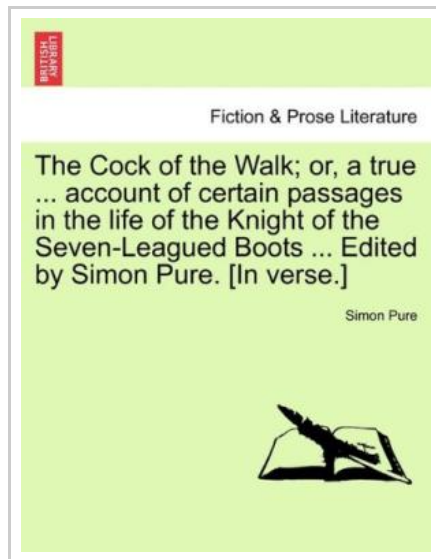 BRITISH
LIBRARY
Fiction & Prose Literature
The Cock of the Walk; or, a true
... account of certain passages
in the life of the Knight of the
Seven-Leagued Boots ... Edited
by Simon Pure. [In verse.]
Simon Pure